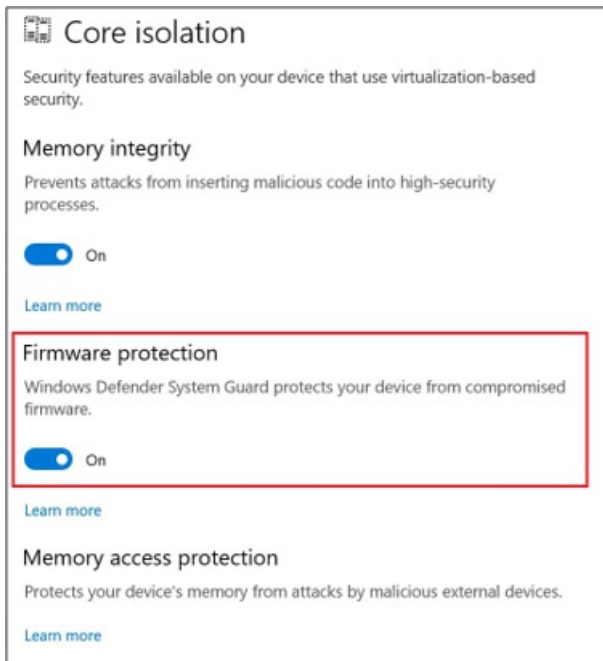 Core isolation
Security features available on your device that use virtualization-based
security.
Memory integrity
Prevents attacks from inserting malicious code into high-security
processes.
On
Learn more
Firmware protection
Windows Defender System Guard protects your device from compromised
firmware.
On
Learn more
Memory access protection
Protects your device's memory from attacks by malicious external devices.
Learn more